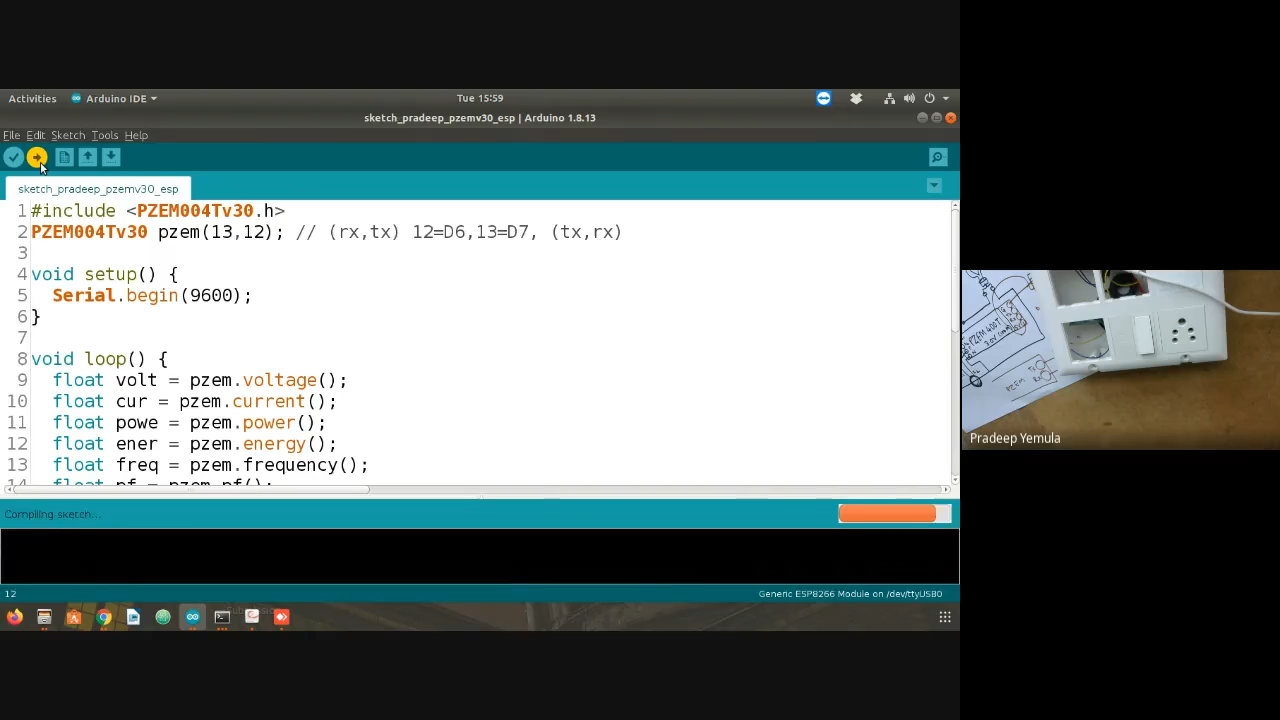 Activities
Arduino IDE
Tue 15:59
sketch_pradeep_pzemv30_esp | Arduino 1.8.13
File Edit Sketch Tools Help
sketch_pradeep_pzemv30_esp
1 #include <PZEM004Tv30.h>
2 PZEM004Tv30 pzem(13,12); // (rx,tx) 12=D6,13=D7, (tx,rx)
3
4 void setup() {
5 Serial.begin(9600);
6 }
7
8 void loop() {
9 float volt = pzem.voltage();
10 float cur = pzem.current();
11 float powe = pzem.power();
12 float ener = pzem.energy();
13 float freq = pzem.frequency();
14 float pf = pzem.pf();
Compiling sketch...
12
Generic ESP8266 Module on /dev/ttyUSB0
PZEM
Pradeep Yemula